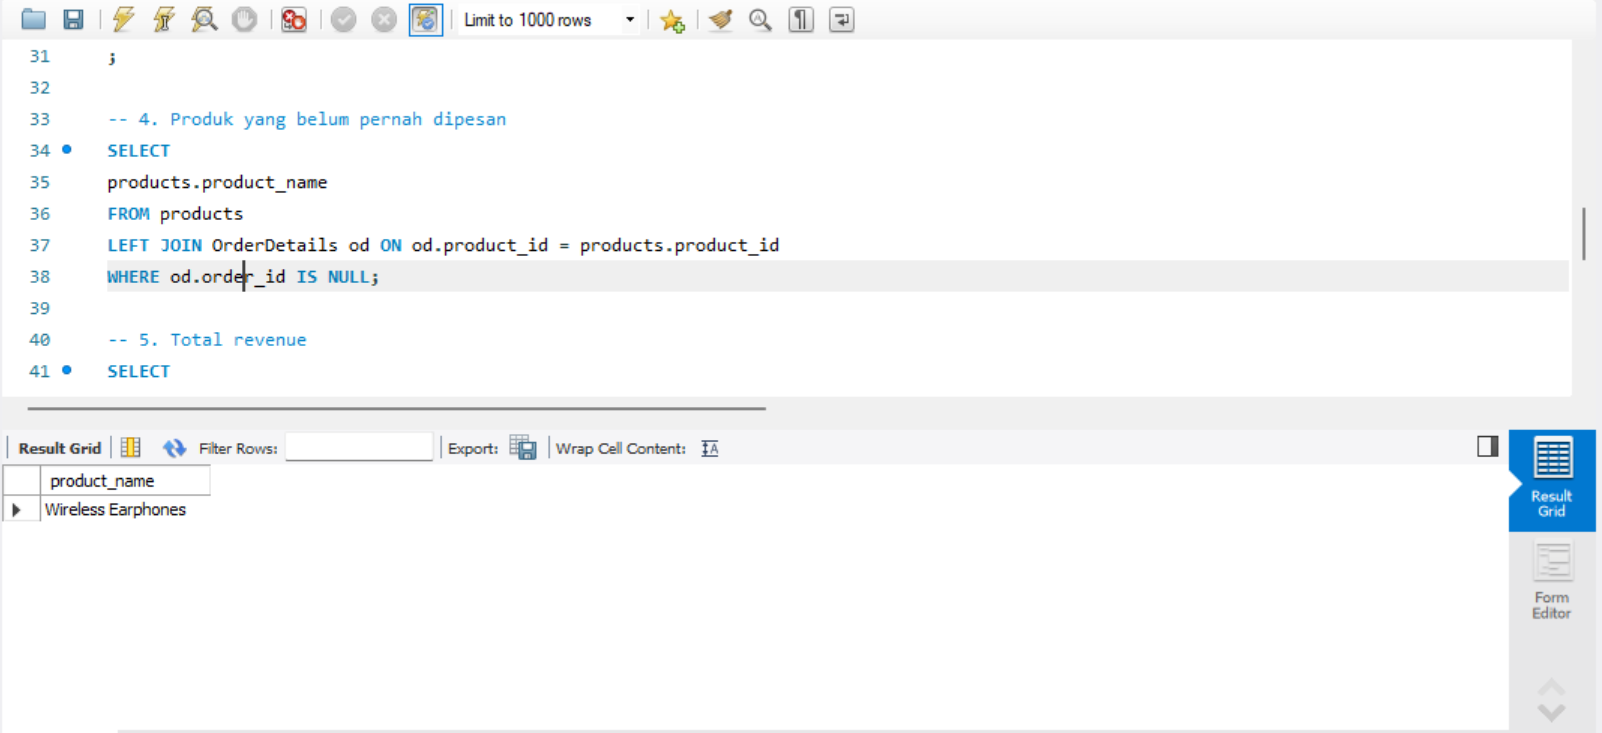 Limit to 1000 rows
31 ;
32
33 -- 4. Produk yang belum pernah dipesan
34 SELECT
35 products.product_name
36 FROM products
37 LEFT JOIN OrderDetails od ON od.product_id = products.product_id
38 WHERE od.order_id IS NULL;
39
40 -- 5. Total revenue
41 SELECT
Result Grid Filter Rows: Export: Wrap Cell Content:
product_name
Wireless Earphones
Result
Grid
Form
Editor